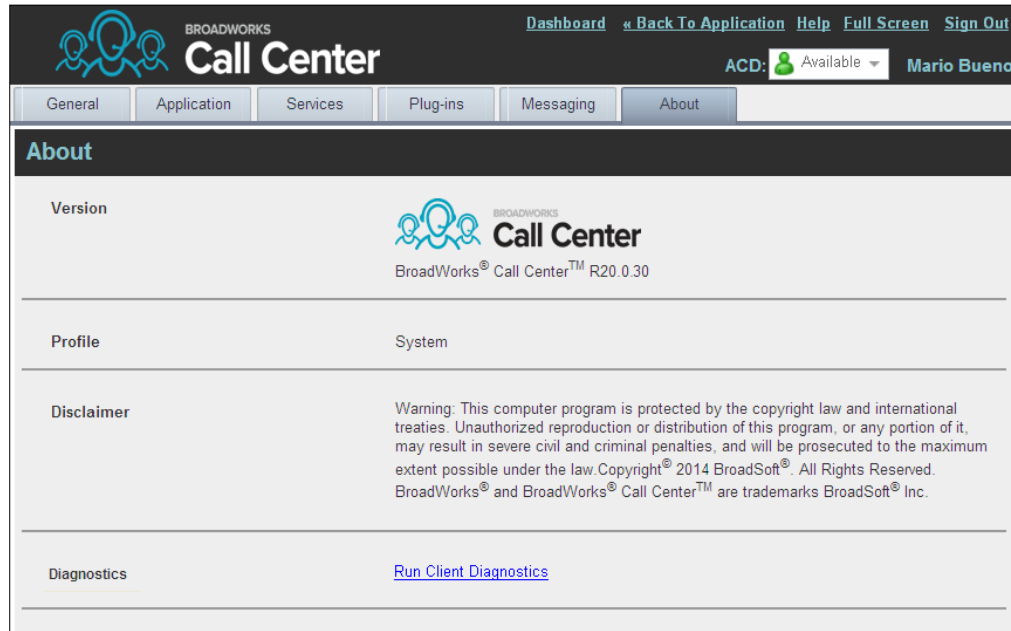 BROADWORKS
Call Center
Dashboard « Back To Application Help Full Screen Sign Out
ACD: Available Mario Bueno
General Application Services Plug-ins Messaging About
About
Version
BROADWORKS
Call Center
BroadWorks® Call Center™ R20.0.30
Profile System
Disclaimer
Warning: This computer program is protected by the copyright law and international
treaties. Unauthorized reproduction or distribution of this program, or any portion of it,
may result in severe civil and criminal penalties, and will be prosecuted to the maximum
extent possible under the law.Copyright© 2014 BroadSoft®. All Rights Reserved.
BroadWorks® and BroadWorks® Call Center™ are trademarks BroadSoft® Inc.
Diagnostics Run Client Diagnostics